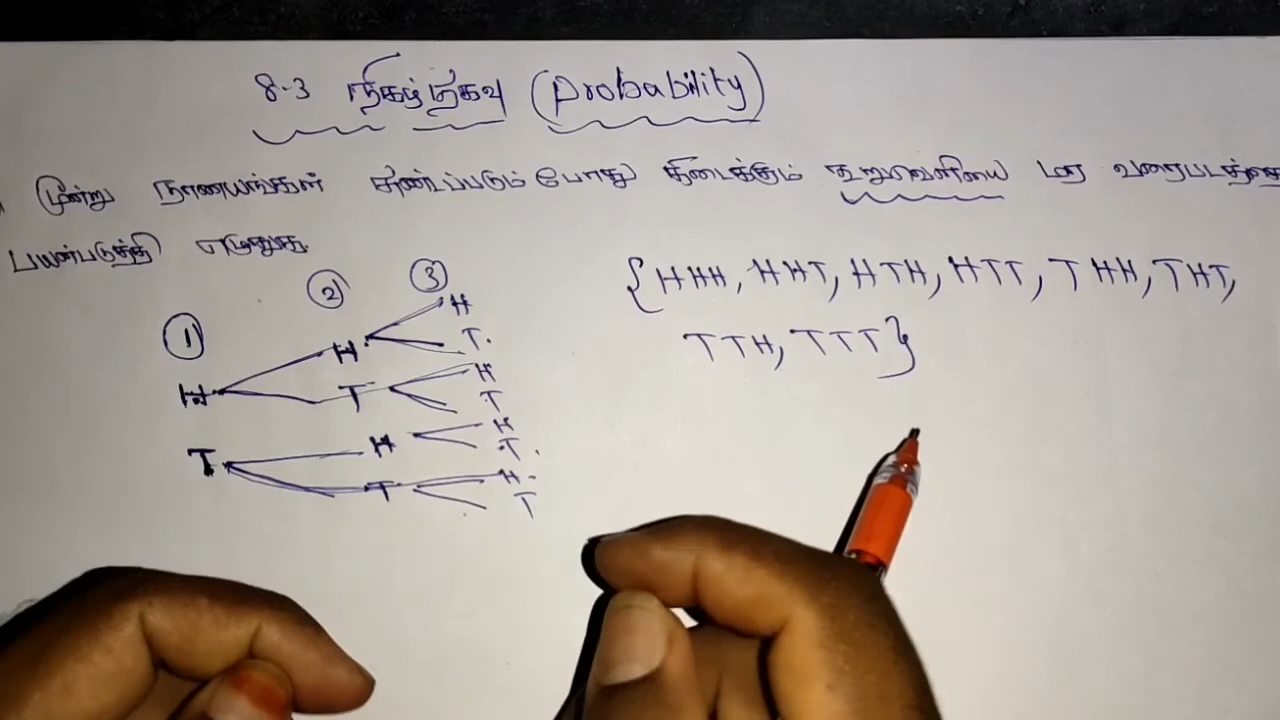 8.3 நிகழ்தகவு (Probability)
மூன்று நாணயங்கள் சுண்டப்படும் போது கிடைக்கும் கூறுவெளியை மர வரைபடத்தை
பயன்படுத்தி எழுதுக.
① ② ③
H H H
T
T H
T
T H H
T
T H
T
{HHH, HHT, HTH, HTT, THH, THT,
TTH, TTT}